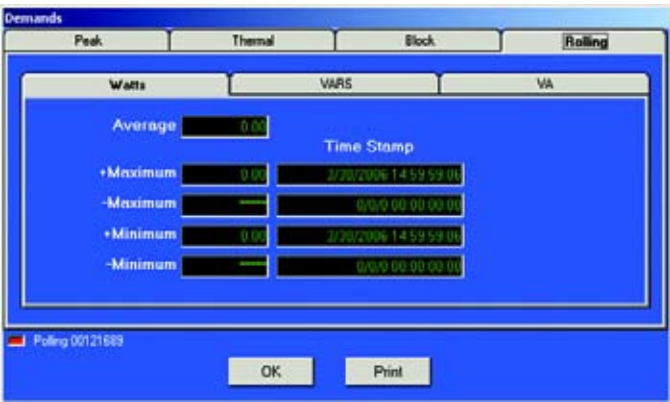 Demands
Peak Thermal Block Rolling
Watts VARS VA
Average 0.00
Time Stamp
+Maximum 0.00 2/20/2006 14:59:59.06
-Maximum ---- 0/0/0 00:00:00.00
+Minimum 0.00 2/20/2006 14:59:59.06
-Minimum ---- 0/0/0 00:00:00.00
Polling 00121689
OK Print